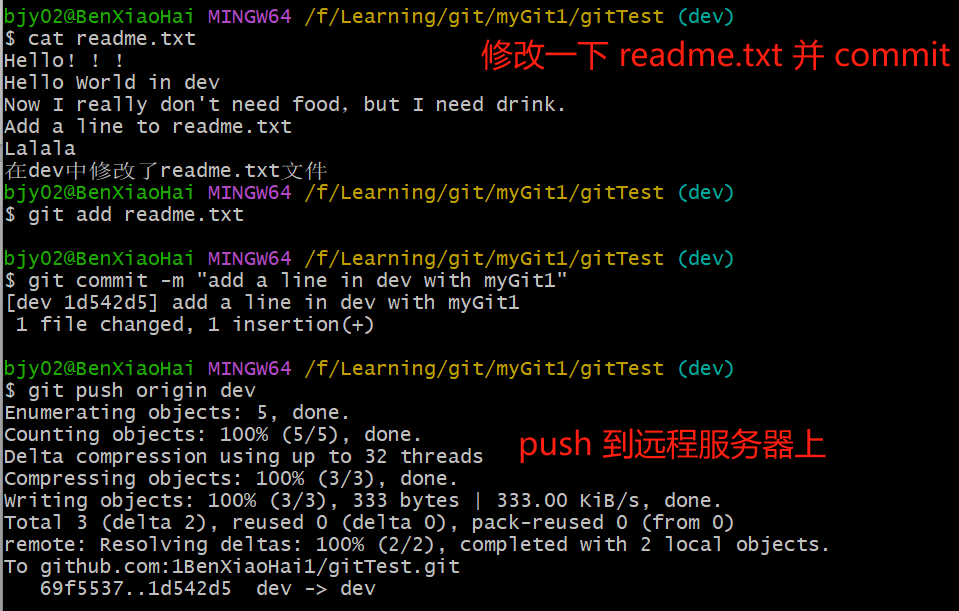 bjy02@BenXiaoHai MINGW64 /f/Learning/git/myGit1/gitTest (dev)
$ cat readme.txt
修改一下 readme.txt 并 commit
Hello！！！
Hello World in dev
Now I really don't need food，but I need drink.
Add a line to readme.txt
Lalala
在dev中修改了readme.txt文件
bjy02@BenXiaoHai MINGW64 /f/Learning/git/myGit1/gitTest (dev)
$ git add readme.txt
bjy02@BenXiaoHai MINGW64 /f/Learning/git/myGit1/gitTest (dev)
$ git commit -m "add a line in dev with myGit1"
[dev 1d542d5] add a line in dev with myGit1
1 file changed, 1 insertion(+)
bjy02@BenXiaoHai MINGW64 /f/Learning/git/myGit1/gitTest (dev)
$ git push origin dev
Enumerating objects: 5, done.
Counting objects: 100% (5/5), done.
push 到远程服务器上
Delta compression using up to 32 threads
Compressing objects: 100% (3/3), done.
Writing objects: 100% (3/3), 333 bytes | 333.00 KiB/s, done.
Total 3 (delta 2), reused 0 (delta 0), pack-reused 0 (from 0)
remote: Resolving deltas: 100% (2/2), completed with 2 local objects.
To github.com:1BenXiaoHai1/gitTest.git
69f5537..1d542d5  dev -> dev